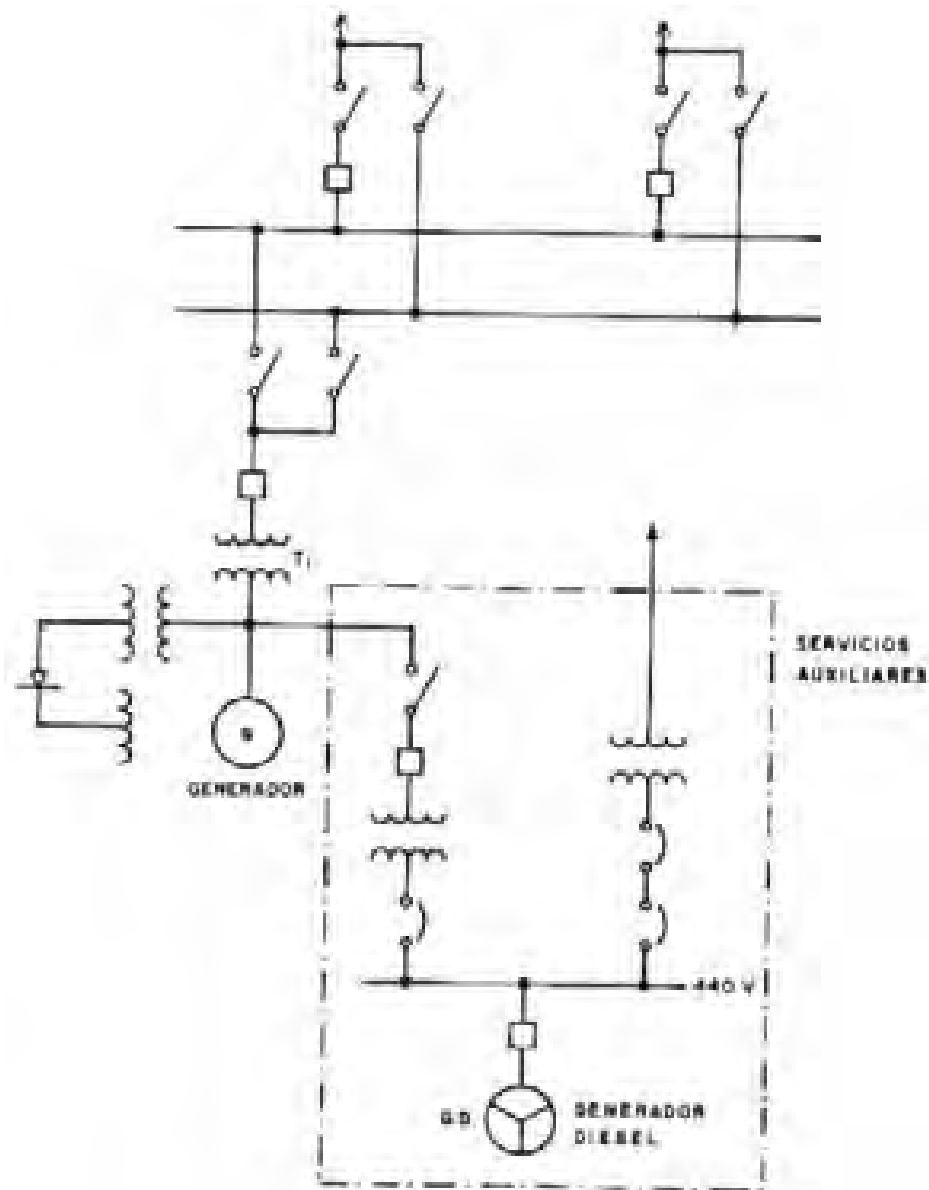 T1
SERVICIOS
AUXILIARES
G
GENERADOR
440 V
G D.
GENERADOR
DIESEL